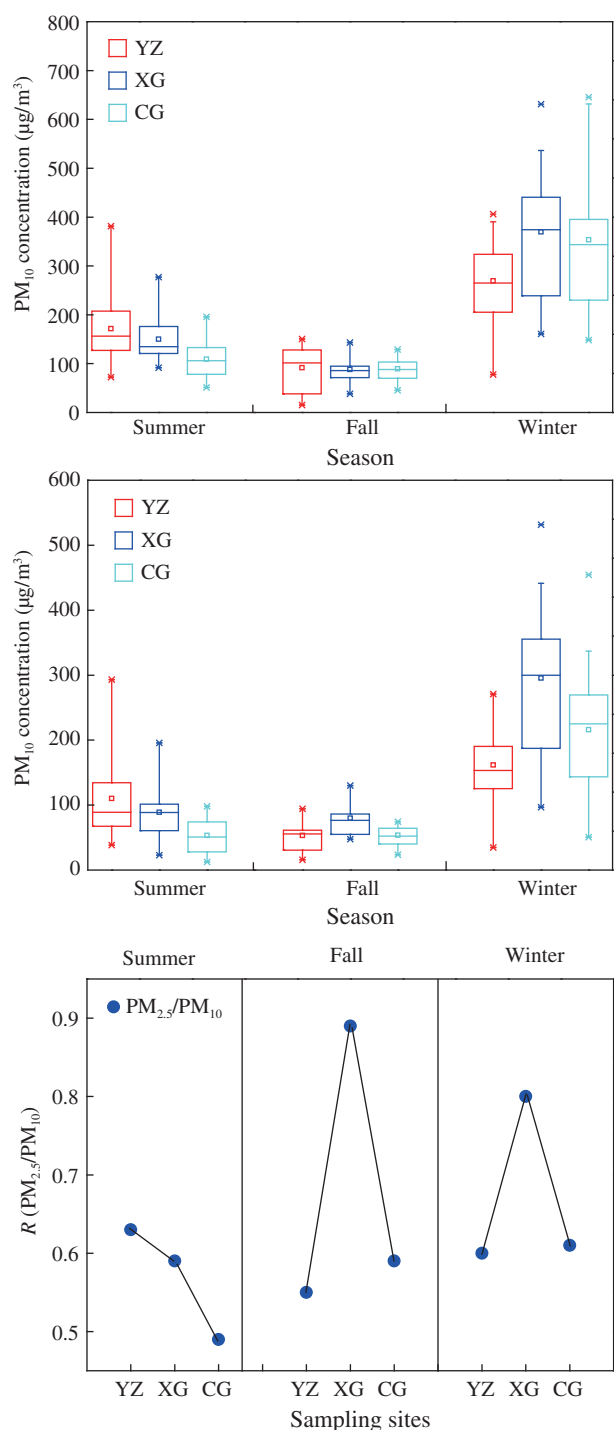 800
700
600
500
400
300
200
100
0
PM₁₀ concentration (μg/m³)
YZ
XG
CG
Summer Fall Winter
Season
600
500
400
300
200
100
0
PM₁₀ concentration (μg/m³)
YZ
XG
CG
Summer Fall Winter
Season
Summer Fall Winter
PM₂.₅/PM₁₀
0.9
0.8
0.7
0.6
0.5
R (PM₂.₅/PM₁₀)
YZ XG CG YZ XG CG YZ XG CG
Sampling sites